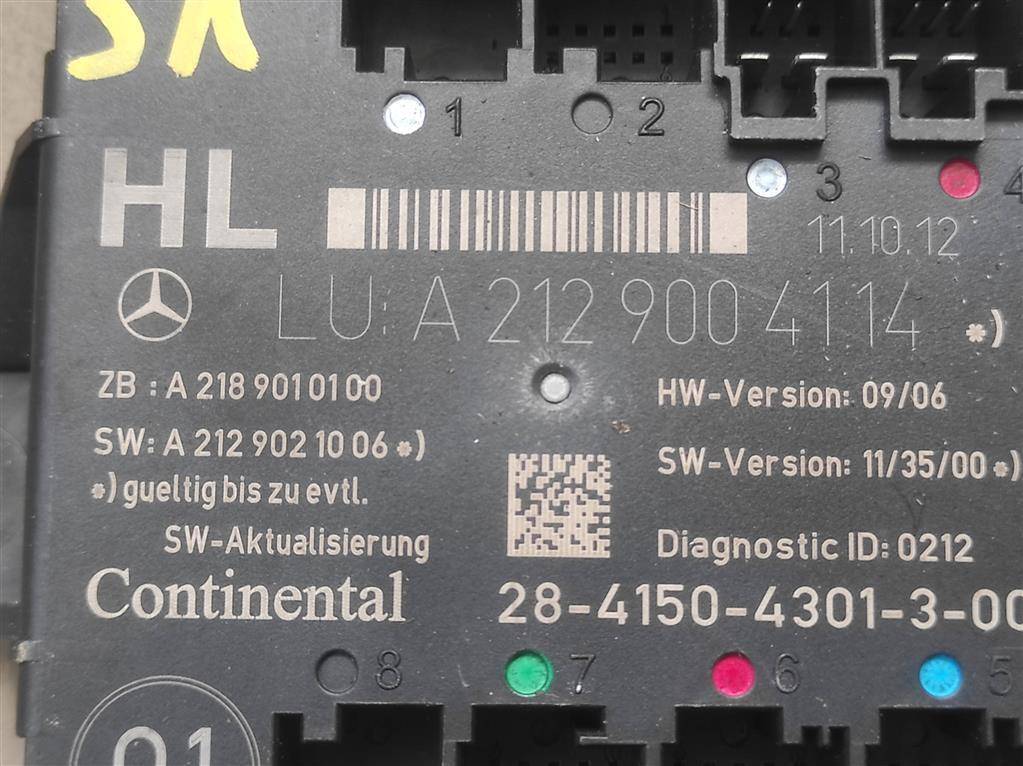 1 2
3 4
HL
11.10.12
LU: A 212 900 41 14 *)
ZB : A 218 901 01 00
HW-Version: 09/06
SW: A 212 902 10 06 *)
SW-Version: 11/35/00 *)
*) gueltig bis zu evtl.
SW-Aktualisierung
Diagnostic ID: 0212
Continental
28-4150-4301-3-00
8 7 6 5
01